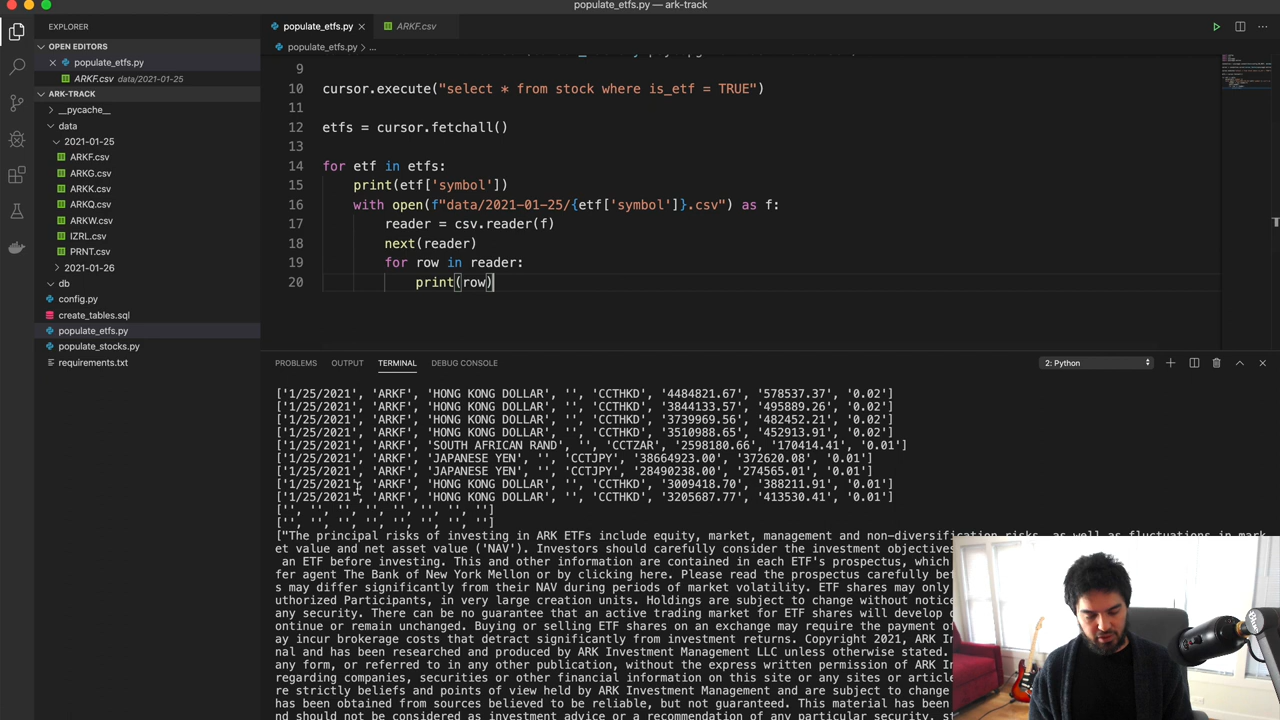 populate_etfs.py — ark-track
EXPLORER
OPEN EDITORS
populate_etfs.py
ARKF.csv data/2021-01-25
ARK-TRACK
__pycache__
data
2021-01-25
ARKF.csv
ARKG.csv
ARKK.csv
ARKQ.csv
ARKW.csv
IZRL.csv
PRNT.csv
2021-01-26
db
config.py
create_tables.sql
populate_etfs.py
populate_stocks.py
requirements.txt
populate_etfs.py
ARKF.csv
populate_etfs.py > ...
9
10 cursor.execute("select * from stock where is_etf = TRUE")
11
12 etfs = cursor.fetchall()
13
14 for etf in etfs:
15 print(etf['symbol'])
16 with open(f"data/2021-01-25/{etf['symbol']}.csv") as f:
17 reader = csv.reader(f)
18 next(reader)
19 for row in reader:
20 print(row)
PROBLEMS OUTPUT TERMINAL DEBUG CONSOLE
2: Python
['1/25/2021', 'ARKF', 'HONG KONG DOLLAR', '', 'CCTHKD', '4484821.67', '578537.37', '0.02']
['1/25/2021', 'ARKF', 'HONG KONG DOLLAR', '', 'CCTHKD', '3844133.57', '495889.26', '0.02']
['1/25/2021', 'ARKF', 'HONG KONG DOLLAR', '', 'CCTHKD', '3739969.56', '482452.21', '0.02']
['1/25/2021', 'ARKF', 'HONG KONG DOLLAR', '', 'CCTHKD', '3510988.65', '452913.91', '0.02']
['1/25/2021', 'ARKF', 'SOUTH AFRICAN RAND', '', 'CCTZAR', '2598180.66', '170414.41', '0.01']
['1/25/2021', 'ARKF', 'JAPANESE YEN', '', 'CCTJPY', '38664923.00', '372620.08', '0.01']
['1/25/2021', 'ARKF', 'JAPANESE YEN', '', 'CCTJPY', '28490238.00', '274565.01', '0.01']
['1/25/2021', 'ARKF', 'HONG KONG DOLLAR', '', 'CCTHKD', '3009418.70', '388211.91', '0.01']
['1/25/2021', 'ARKF', 'HONG KONG DOLLAR', '', 'CCTHKD', '3205687.77', '413530.41', '0.01']
['', '', '', '', '', '', '', '']
['', '', '', '', '', '', '', '']
["The principal risks of investing in ARK ETFs include equity, market, management and non-diversification risks, as well as fluctuations in mark
et value and net asset value ('NAV'). Investors should carefully consider the investment objectives
an ETF before investing. This and other information are contained in each ETF's prospectus, which
fer agent The Bank of New York Mellon or by clicking here. Please read the prospectus carefully bef
s may differ significantly from their NAV during periods of market volatility. ETF shares may only
uthorized Participants, in very large creation units. Holdings are subject to change without notice
any security. There can be no guarantee that an active trading market for ETF shares will develop o
ontinue or remain unchanged. Buying or selling ETF shares on an exchange may require the payment of
ay incur brokerage costs that detract significantly from investment returns. Copyright 2021, ARK In
nal and has been researched and produced by ARK Investment Management LLC unless otherwise stated.
any form, or referred to in any other publication, without the express written permission of ARK In
regarding companies, securities or other financial information on this site or any sites or article
re strictly beliefs and points of view held by ARK Investment Management and are subject to change
has been obtained from sources believed to be reliable, but not guaranteed. This material has been
nd should not be considered as investment advice or a recommendation of any particular security, st